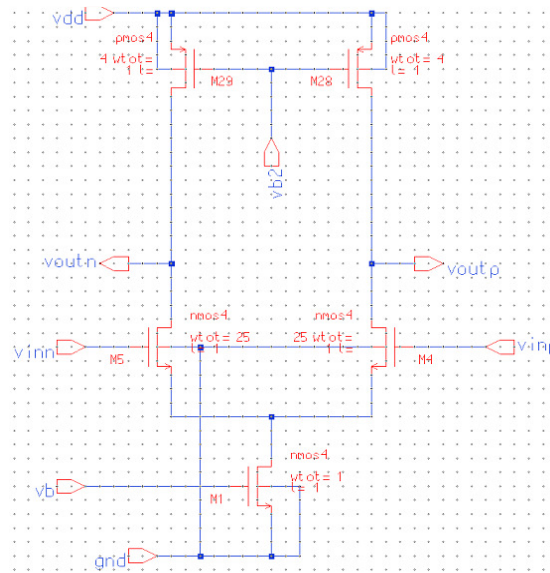 vdd
.pmos4. pmos4.
4 wtot= wtot= 4
1 l= l= 1
M29 M28
vb2
voutn voutp
nmos4. .nmos4.
wtot= 25 25 wtot=
l= 1 1 l=
vinn M5 M4 vinp
.nmos4.
wtot= 1
l= 1
vb M1
gnd